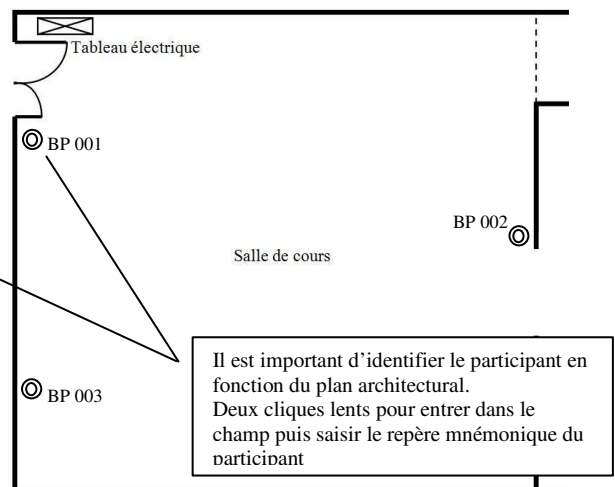 Tableau électrique
BP 001
BP 002
Salle de cours
BP 003
Il est important d’identifier le participant en
fonction du plan architectural.
Deux cliques lents pour entrer dans le
champ puis saisir le repère mnémonique du
participant